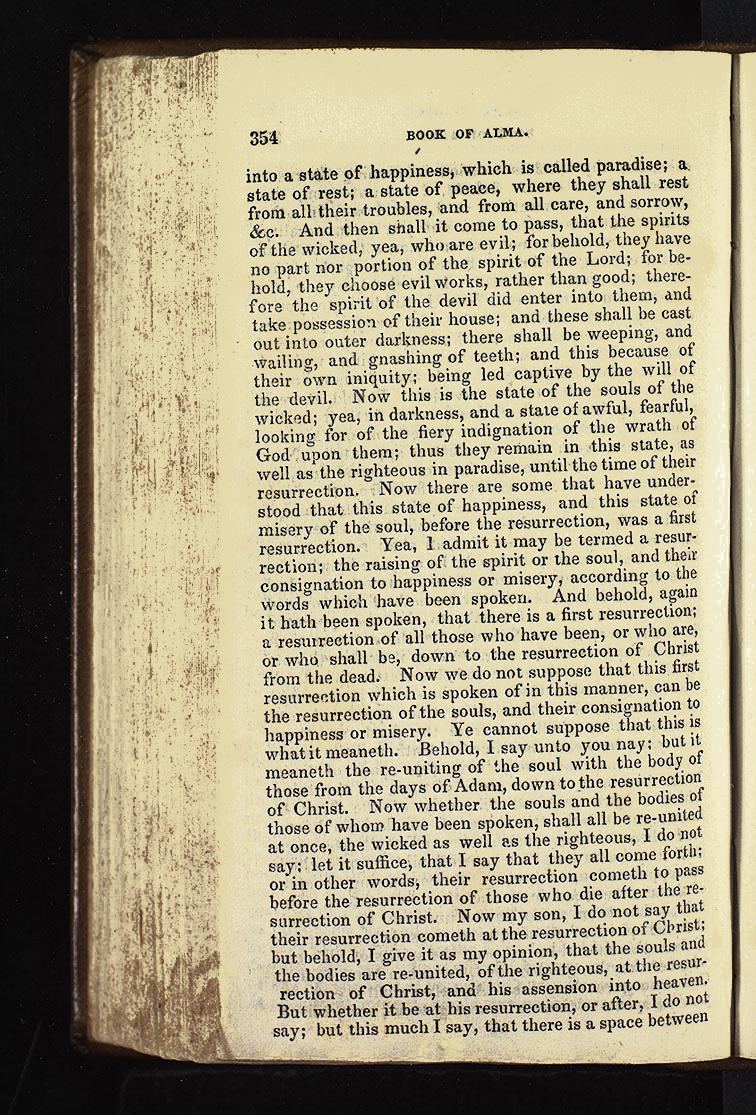 354
BOOK OF ALMA.
into a state of happiness, which is called paradise; a
state of rest; a state of peace, where they shall rest
from all their troubles, and from all care, and sorrow,
&c. And then shall it come to pass, that the spirits
of the wicked, yea, who are evil; for behold, they have
no part nor portion of the spirit of the Lord; for be-
hold, they choose evil works, rather than good; there-
fore the spirit of the devil did enter into them, and
take possession of their house; and these shall be cast
out into outer darkness; there shall be weeping, and
wailing, and gnashing of teeth; and this because of
their own iniquity; being led captive by the will of
the devil. Now this is the state of the souls of the
wicked; yea, in darkness, and a state of awful, fearful,
looking for of the fiery indignation of the wrath of
God upon them; thus they remain in this state, as
well as the righteous in paradise, until the time of their
resurrection. Now there are some that have under-
stood that this state of happiness, and this state of
misery of the soul, before the resurrection, was a first
resurrection. Yea, I admit it may be termed a resur-
rection; the raising of the spirit or the soul, and their
consignation to happiness or misery, according to the
words which have been spoken. And behold, again
it hath been spoken, that there is a first resurrection;
a resurrection of all those who have been, or who are,
or who shall be, down to the resurrection of Christ
from the dead. Now we do not suppose that this first
resurrection which is spoken of in this manner, can be
the resurrection of the souls, and their consignation to
happiness or misery. Ye cannot suppose that this is
what it meaneth. Behold, I say unto you nay; but it
meaneth the re-uniting of the soul with the body of
those from the days of Adam, down to the resurrection
of Christ. Now whether the souls and the bodies of
those of whom have been spoken, shall all be re-united
at once, the wicked as well as the righteous, I do not
say; let it suffice, that I say that they all come forth;
or in other words, their resurrection cometh to pass
before the resurrection of those who die after the re-
surrection of Christ. Now my son, I do not say that
their resurrection cometh at the resurrection of Christ;
but behold, I give it as my opinion, that the souls and
the bodies are re-united, of the righteous, at the resur-
rection of Christ, and his assension into heaven.
But whether it be at his resurrection, or after, I do not
say; but this much I say, that there is a space between